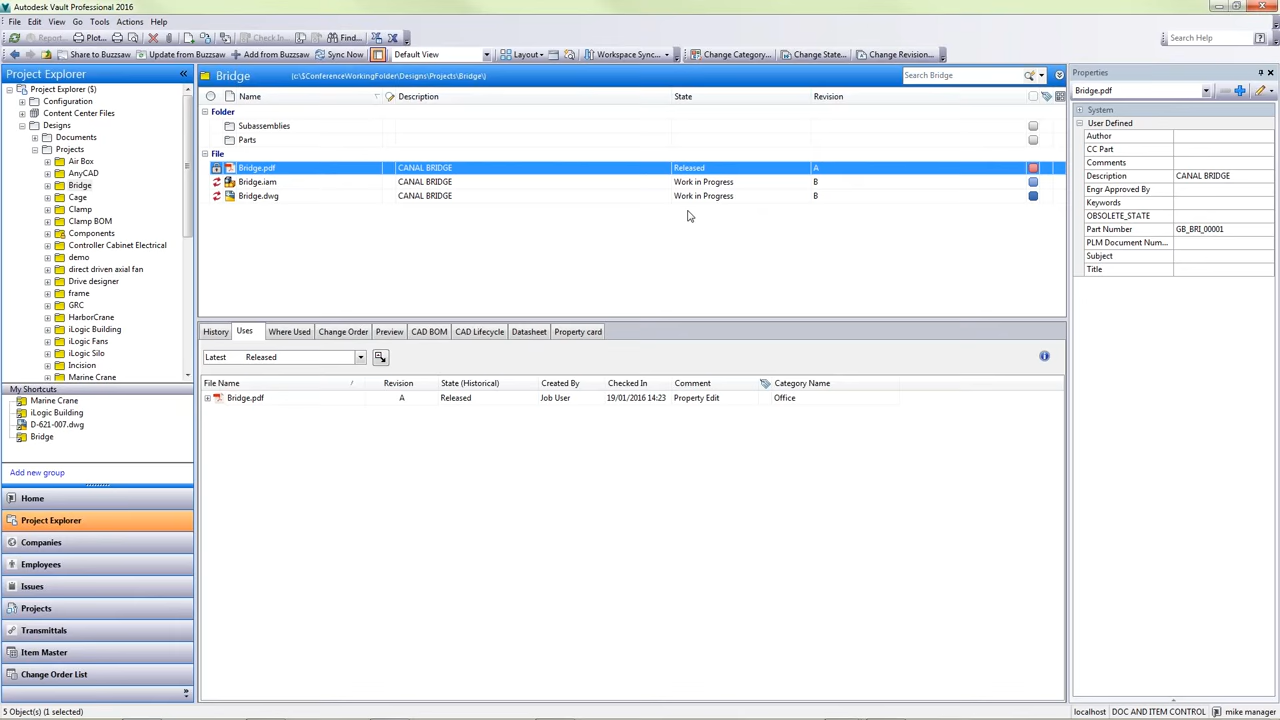 Autodesk Vault Professional 2016
File Edit View Go Tools Actions Help
Report... Plot... Check In... Find... Search Help
Share to Buzzsaw Update from Buzzsaw Add from Buzzsaw Sync Now Default View Layout Workspace Sync... Change Category... Change State... Change Revision...
Project Explorer
Project Explorer ($)
Configuration
Content Center Files
Designs
Documents
Projects
Air Box
AnyCAD
Bridge
Cage
Clamp
Clamp BOM
Components
Controller Cabinet Electrical
demo
direct driven axial fan
Drive designer
frame
GRC
HarborCrane
iLogic Building
iLogic Fans
iLogic Silo
Incision
Marine Crane
My Shortcuts
Marine Crane
iLogic Building
D-621-007.dwg
Bridge
Add new group
Home
Project Explorer
Companies
Employees
Issues
Projects
Transmittals
Item Master
Change Order List
Bridge (c:\$ConferenceWorkingFolder\Designs\Projects\Bridge\) Search Bridge
Name Description State Revision
Folder
Subassemblies
Parts
File
Bridge.pdf CANAL BRIDGE Released A
Bridge.iam CANAL BRIDGE Work in Progress B
Bridge.dwg CANAL BRIDGE Work in Progress B
History Uses Where Used Change Order Preview CAD BOM CAD Lifecycle Datasheet Property card
Latest Released
File Name Revision State (Historical) Created By Checked In Comment Category Name
Bridge.pdf A Released Job User 19/01/2016 14:23 Property Edit Office
Properties
Bridge.pdf
System
User Defined
Author
CC Part
Comments
Description CANAL BRIDGE
Engr Approved By
Keywords
OBSOLETE_STATE
Part Number GB_BRI_00001
PLM Document Num...
Subject
Title
5 Object(s) (1 selected) localhost DOC AND ITEM CONTROL mike manager